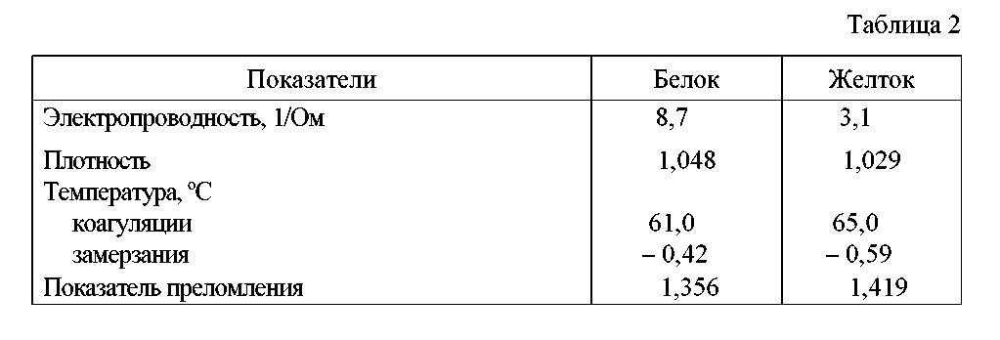 Таблица 2
Показатели Белок Желток
Электропроводность, 1/Ом 8,7 3,1
Плотность 1,048 1,029
Температура, °С
коагуляции 61,0 65,0
замерзания – 0,42 – 0,59
Показатель преломления 1,356 1,419